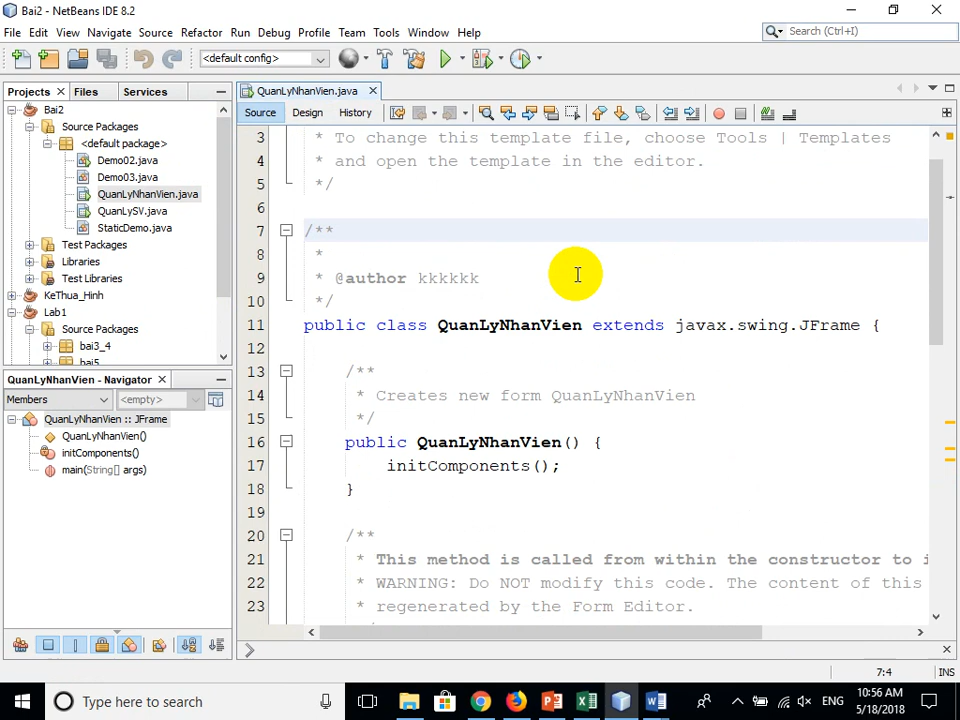 Bai2 - NetBeans IDE 8.2
File Edit View Navigate Source Refactor Run Debug Profile Team Tools Window Help
Search (Ctrl+I)
<default config>
Projects Files Services
Bai2
Source Packages
<default package>
Demo02.java
Demo03.java
QuanLyNhanVien.java
QuanLySV.java
StaticDemo.java
Test Packages
Libraries
Test Libraries
KeThua_Hinh
Lab1
Source Packages
bai3_4
bai5
QuanLyNhanVien - Navigator
Members <empty>
QuanLyNhanVien :: JFrame
QuanLyNhanVien()
initComponents()
main(String[] args)
QuanLyNhanVien.java
Source Design History
3 * To change this template file, choose Tools | Templates
4 * and open the template in the editor.
5 */
6
7 /**
8 *
9 * @author kkkkkk
10 */
11 public class QuanLyNhanVien extends javax.swing.JFrame {
12
13 /**
14 * Creates new form QuanLyNhanVien
15 */
16 public QuanLyNhanVien() {
17 initComponents();
18 }
19
20 /**
21 * This method is called from within the constructor to i
22 * WARNING: Do NOT modify this code. The content of this
23 * regenerated by the Form Editor.
7:4 INS
Type here to search
ENG
10:56 AM
5/18/2018